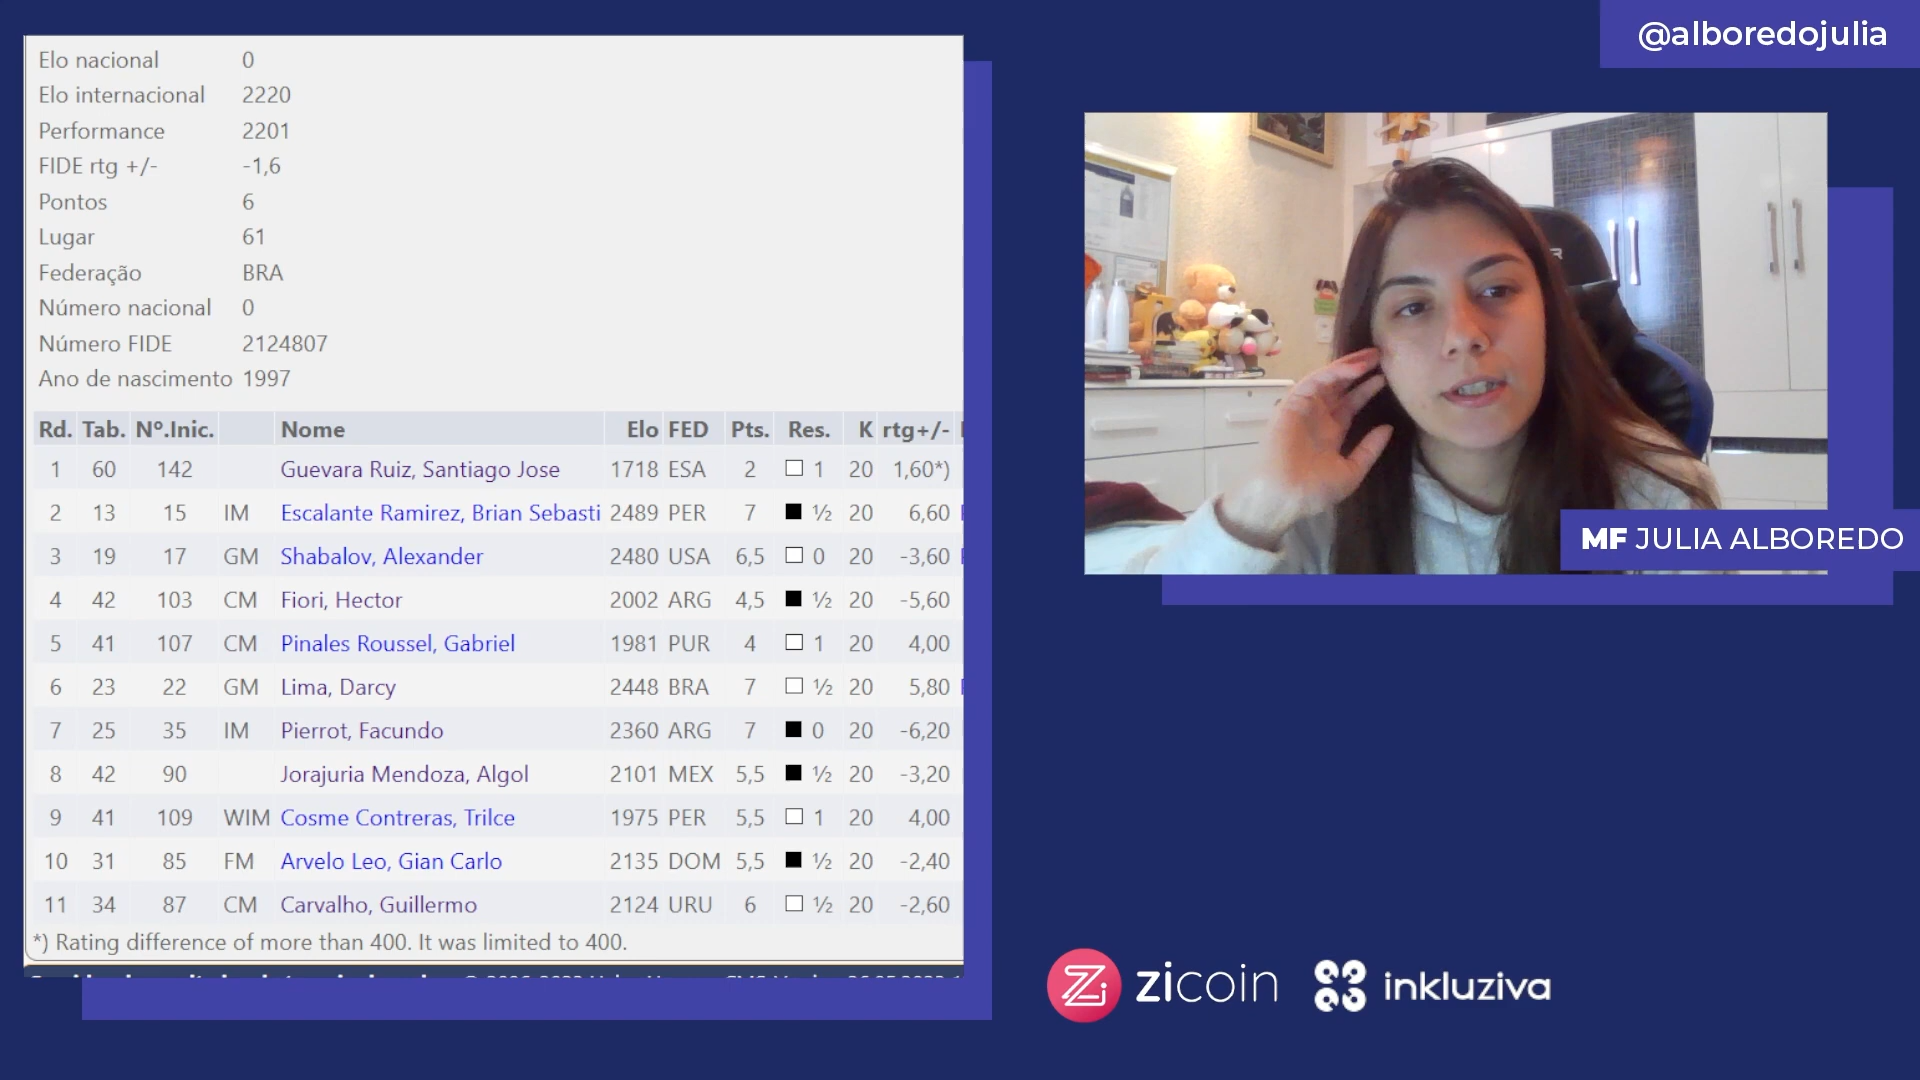 @alboredojulia
Elo nacional 0
Elo internacional 2220
Performance 2201
FIDE rtg +/- -1,6
Pontos 6
Lugar 61
Federação BRA
Número nacional 0
Número FIDE 2124807
Ano de nascimento 1997
Rd. Tab. Nº.Inic. Nome Elo FED Pts. Res. K rtg+/-
1 60 142 Guevara Ruiz, Santiago Jose 1718 ESA 2 □ 1 20 1,60*)
2 13 15 IM Escalante Ramirez, Brian Sebasti 2489 PER 7 ■ ½ 20 6,60
3 19 17 GM Shabalov, Alexander 2480 USA 6,5 □ 0 20 -3,60
4 42 103 CM Fiori, Hector 2002 ARG 4,5 ■ ½ 20 -5,60
5 41 107 CM Pinales Roussel, Gabriel 1981 PUR 4 □ 1 20 4,00
6 23 22 GM Lima, Darcy 2448 BRA 7 □ ½ 20 5,80
7 25 35 IM Pierrot, Facundo 2360 ARG 7 ■ 0 20 -6,20
8 42 90 Jorajuria Mendoza, Algol 2101 MEX 5,5 ■ ½ 20 -3,20
9 41 109 WIM Cosme Contreras, Trilce 1975 PER 5,5 □ 1 20 4,00
10 31 85 FM Arvelo Leo, Gian Carlo 2135 DOM 5,5 ■ ½ 20 -2,40
11 34 87 CM Carvalho, Guillermo 2124 URU 6 □ ½ 20 -2,60
*) Rating difference of more than 400. It was limited to 400.
MF JULIA ALBOREDO
zicoin
inkluziva